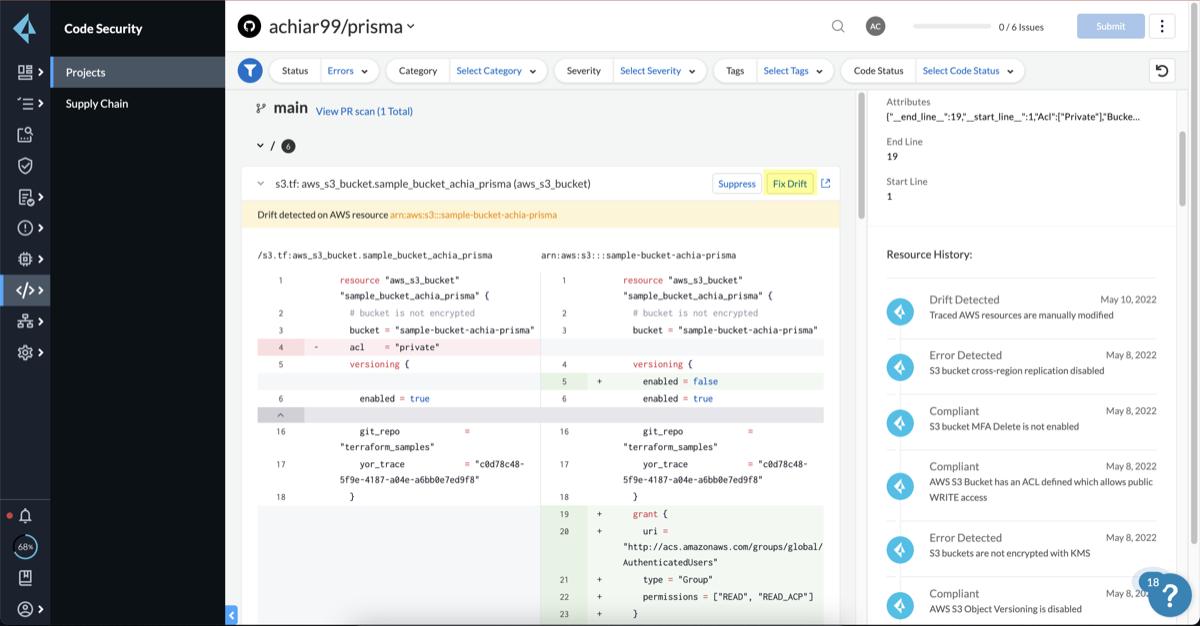 Code Security
Projects
Supply Chain
68%
achiar99/prisma
AC
0 / 6 Issues
Submit
Status Errors
Category Select Category
Severity Select Severity
Tags Select Tags
Code Status Select Code Status
main View PR scan (1 Total)
/ 6
s3.tf: aws_s3_bucket.sample_bucket_achia_prisma (aws_s3_bucket)
Suppress
Fix Drift
Drift detected on AWS resource arn:aws:s3:::sample-bucket-achia-prisma
/s3.tf:aws_s3_bucket.sample_bucket_achia_prisma
1 resource "aws_s3_bucket"
"sample_bucket_achia_prisma" {
2 # bucket is not encrypted
3 bucket = "sample-bucket-achia-prisma"
4 - acl = "private"
5 versioning {
6 enabled = true
16 git_repo =
"terraform_samples"
17 yor_trace = "c0d78c48-
5f9e-4187-a04e-a6bb0e7ed9f8"
18 }
arn:aws:s3:::sample-bucket-achia-prisma
1 resource "aws_s3_bucket"
"sample_bucket_achia_prisma" {
2 # bucket is not encrypted
3 bucket = "sample-bucket-achia-prisma"
4 versioning {
5 + enabled = false
6 enabled = true
16 git_repo =
"terraform_samples"
17 yor_trace = "c0d78c48-
5f9e-4187-a04e-a6bb0e7ed9f8"
18 }
19 + grant {
20 + uri =
"http://acs.amazonaws.com/groups/global/
AuthenticatedUsers"
21 + type = "Group"
22 + permissions = ["READ", "READ_ACP"]
23 + }
Attributes
{"__end_line__":19,"__start_line__":1,"Acl":["Private"],"Bucke...
End Line
19
Start Line
1
Resource History:
Drift Detected May 10, 2022
Traced AWS resources are manually modified
Error Detected May 8, 2022
S3 bucket cross-region replication disabled
Compliant May 8, 2022
S3 bucket MFA Delete is not enabled
Compliant May 8, 2022
AWS S3 Bucket has an ACL defined which allows public
WRITE access
Error Detected May 8, 2022
S3 buckets are not encrypted with KMS
Compliant May 8, 20
AWS S3 Object Versioning is disabled
18
?